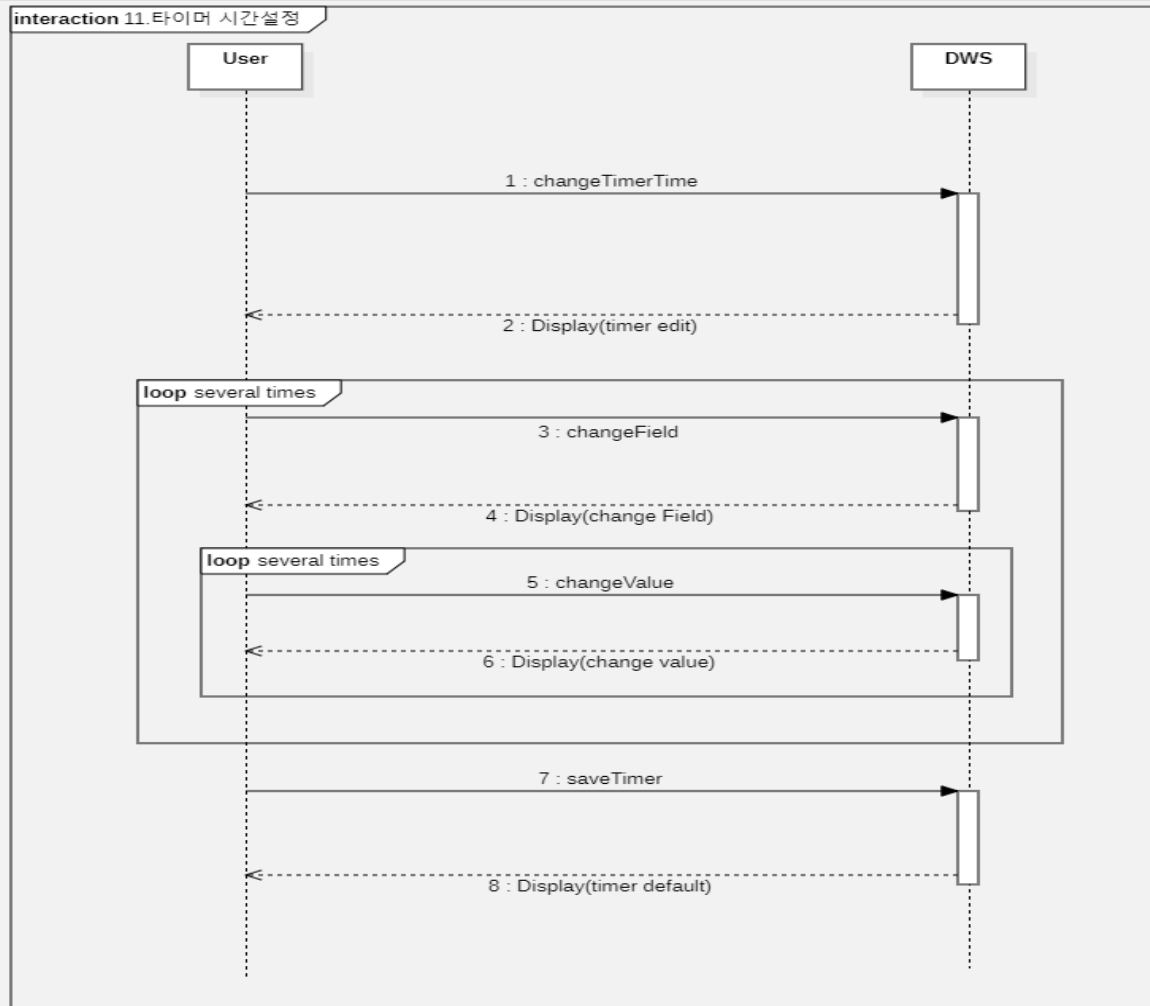 interaction 11.타이머 시간설정
User
DWS
1 : changeTimerTime
2 : Display(timer edit)
loop several times
3 : changeField
4 : Display(change Field)
loop several times
5 : changeValue
6 : Display(change value)
7 : saveTimer
8 : Display(timer default)